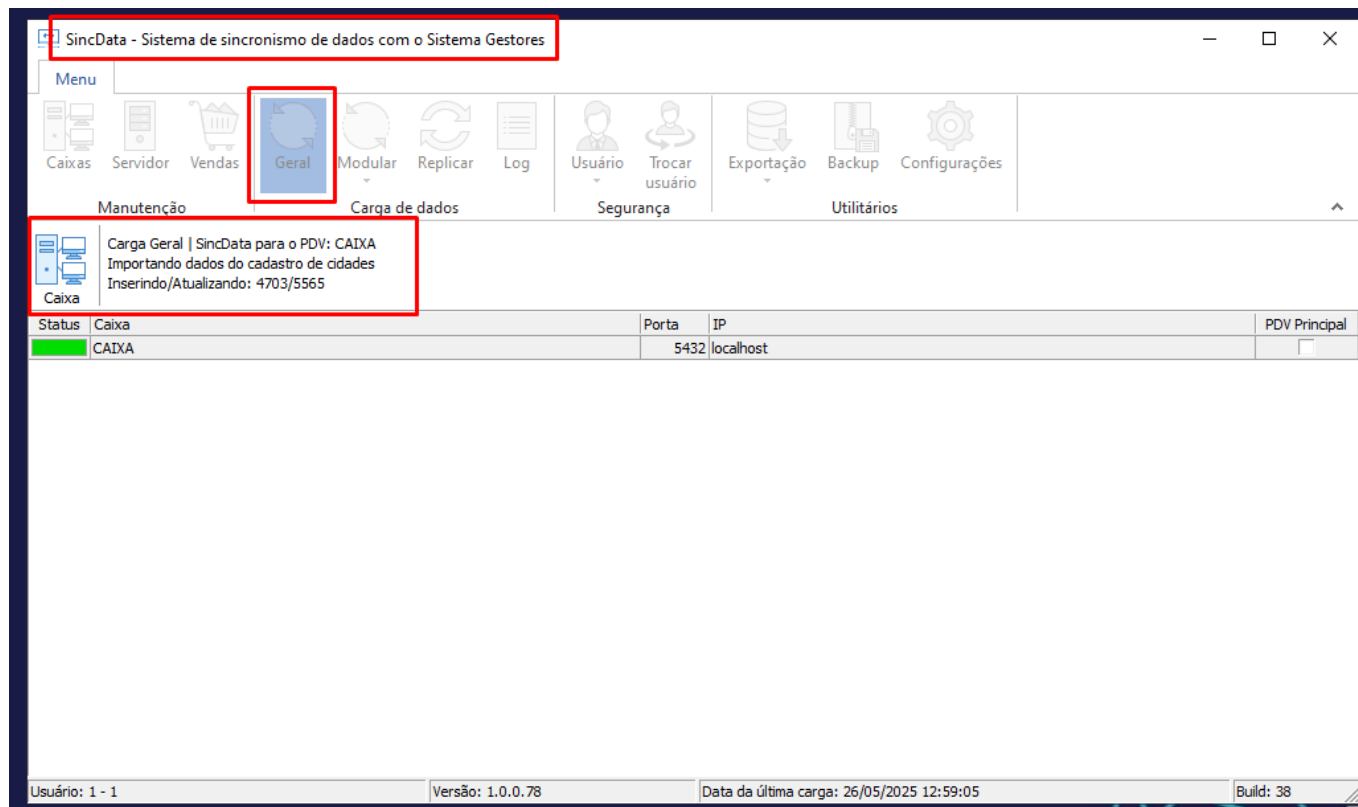 SincData - Sistema de sincronismo de dados com o Sistema Gestores
Menu
Caixas Servidor Vendas Geral Modular Replicar Log Usuário Trocar usuário Exportação Backup Configurações
Manutenção Carga de dados Segurança Utilitários
Caixa
Carga Geral | SincData para o PDV: CAIXA
Importando dados do cadastro de cidades
Inserindo/Atualizando: 4703/5565
Status Caixa Porta IP PDV Principal
CAIXA 5432 localhost
Usuário: 1 - 1 Versão: 1.0.0.78 Data da última carga: 26/05/2025 12:59:05 Build: 38